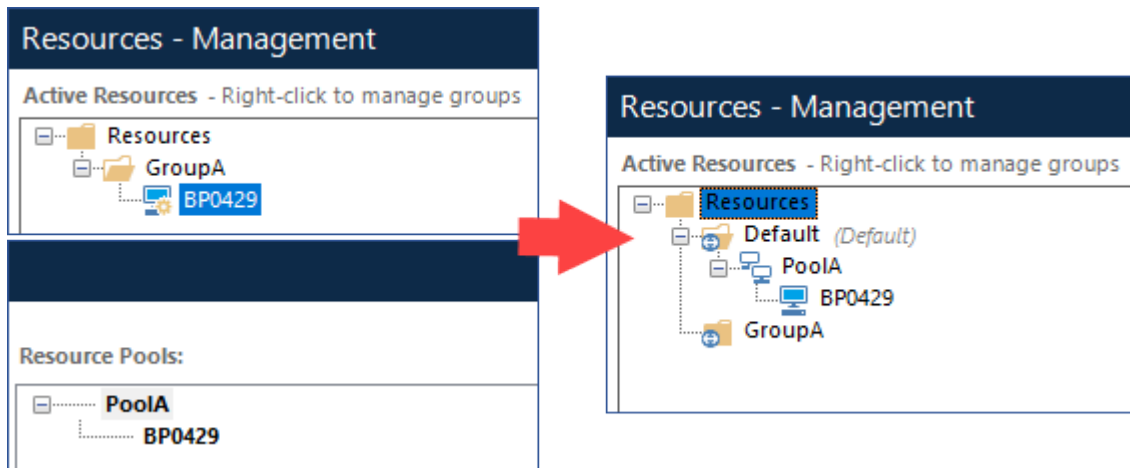 Resources - Management
Active Resources - Right-click to manage groups
Resources
GroupA
BP0429
Resource Pools:
PoolA
BP0429
Resources - Management
Active Resources - Right-click to manage groups
Resources
Default (Default)
PoolA
BP0429
GroupA